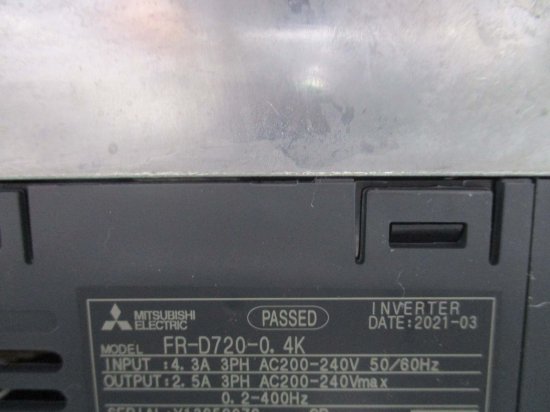 MITSUBISHI ELECTRIC PASSED INVERTER
DATE:2021-03
MODEL FR-D720-0.4K
INPUT :4.3A 3PH AC200-240V 50/60Hz
OUTPUT:2.5A 3PH AC200-240Vmax
0.2-400Hz